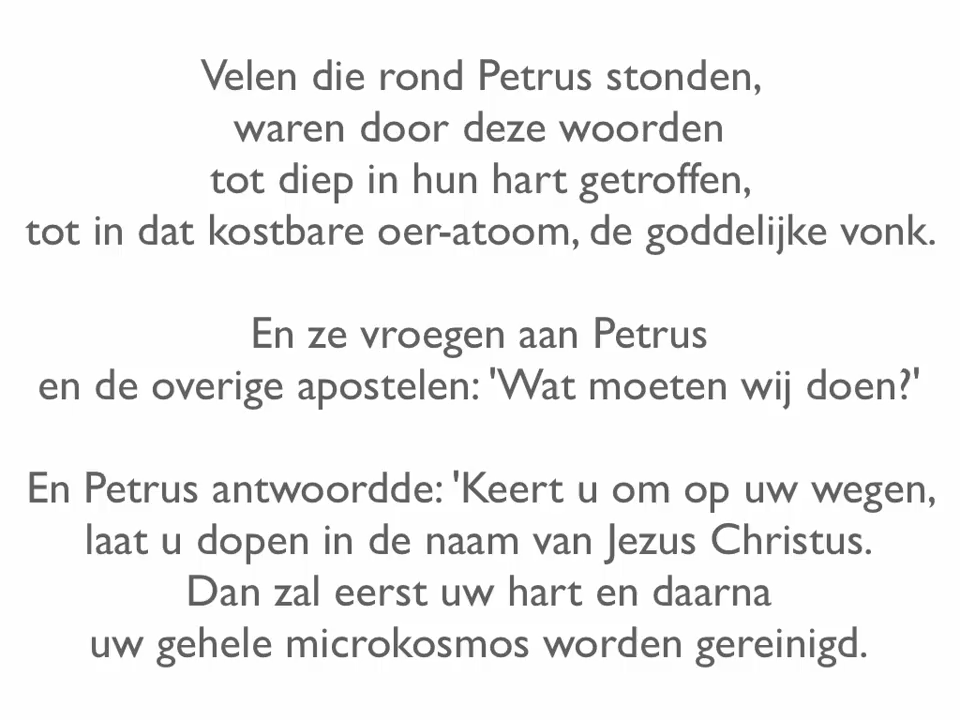 Velen die rond Petrus stonden,
waren door deze woorden
tot diep in hun hart getroffen,
tot in dat kostbare oer-atoom, de goddelijke vonk.
En ze vroegen aan Petrus
en de overige apostelen: 'Wat moeten wij doen?'
En Petrus antwoordde: 'Keert u om op uw wegen,
laat u dopen in de naam van Jezus Christus.
Dan zal eerst uw hart en daarna
uw gehele microkosmos worden gereinigd.